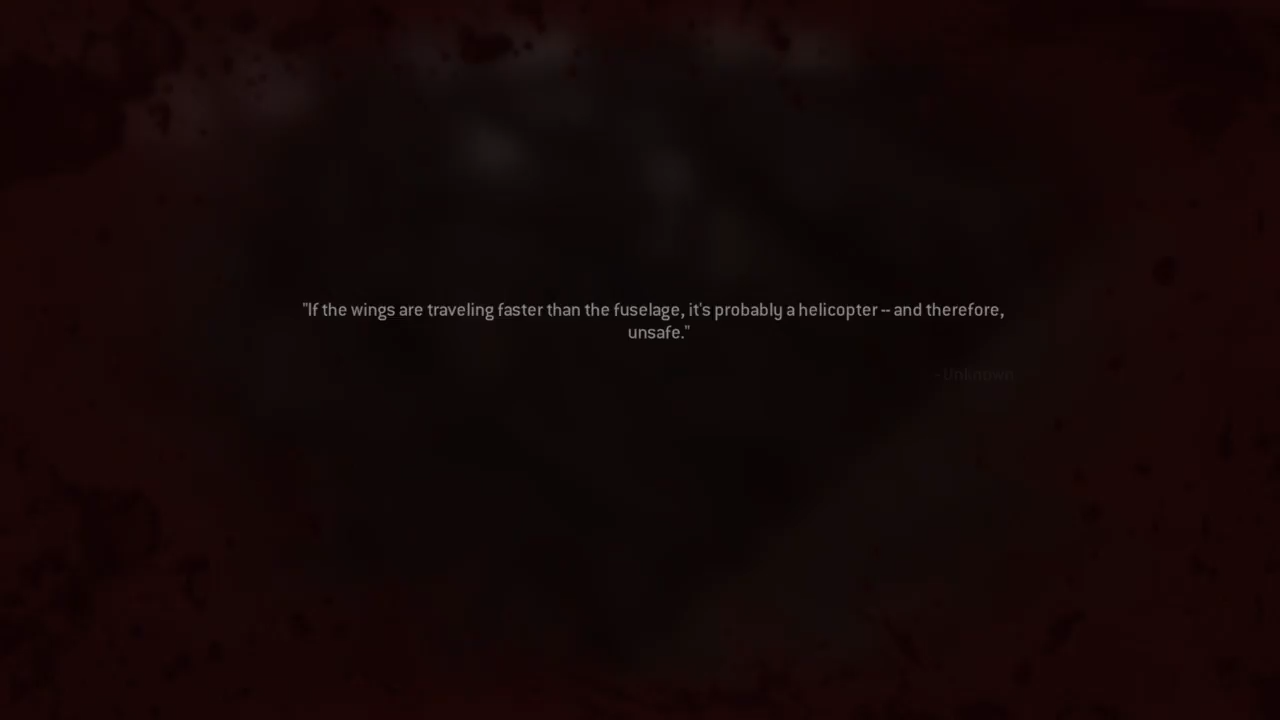 "If the wings are traveling faster than the fuselage, it's probably a helicopter -- and therefore,
unsafe."
- Unknown